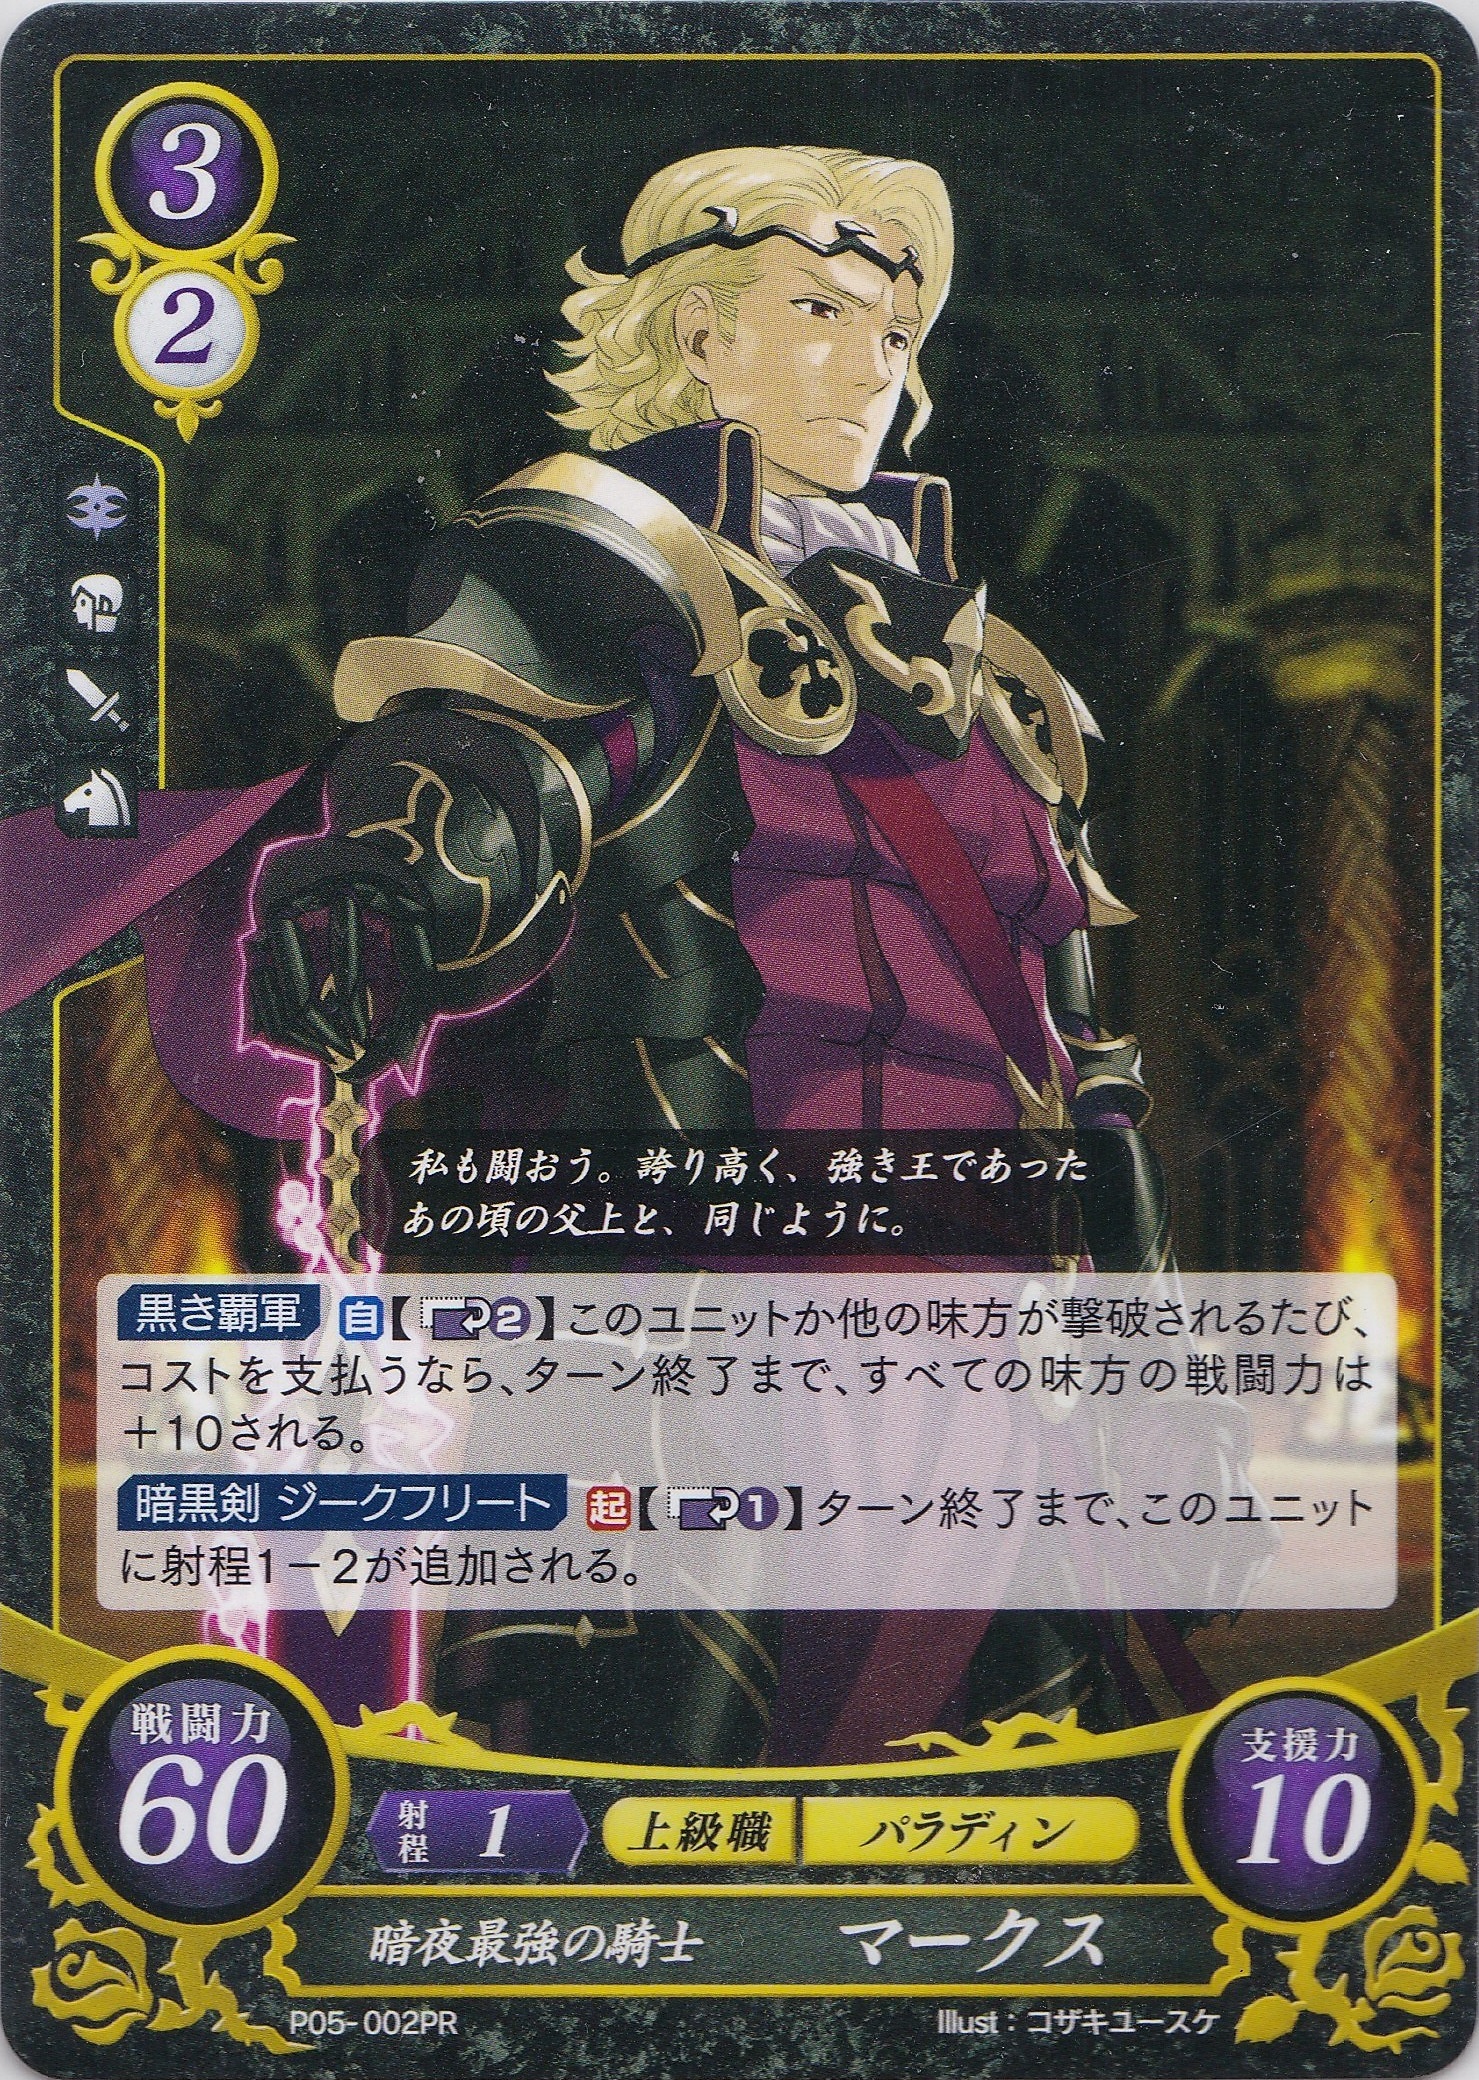 3
2
私も闘おう。誇り高く、強き王であった
あの頃の父上と、同じように。
黒き覇軍 自【2】このユニットか他の味方が撃破されるたび、
コストを支払うなら、ターン終了まで、すべての味方の戦闘力は
＋10される。
暗黒剣 ジークフリート 起【1】ターン終了まで、このユニット
に射程1－2が追加される。
戦闘力
60
射程 1
上級職 パラディン
支援力
10
暗夜最強の騎士 マークス
P05-002PR Illust：コザキユースケ